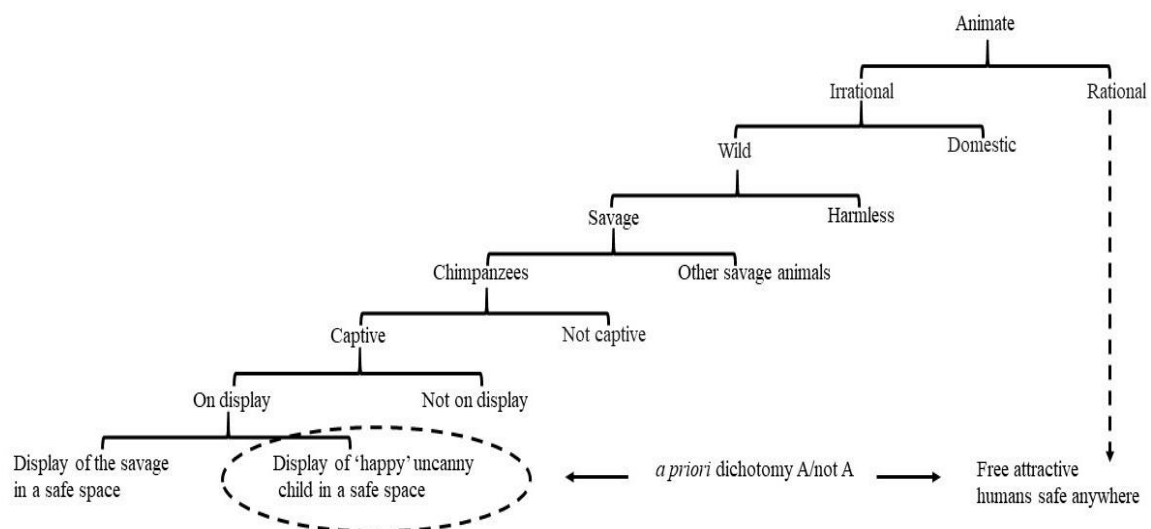 Animate
Irrational
Rational
Wild
Domestic
Savage
Harmless
Chimpanzees
Other savage animals
Captive
Not captive
On display
Not on display
Display of the savage
in a safe space
Display of ‘happy’ uncanny
child in a safe space
a priori dichotomy A/not A
Free attractive
humans safe anywhere